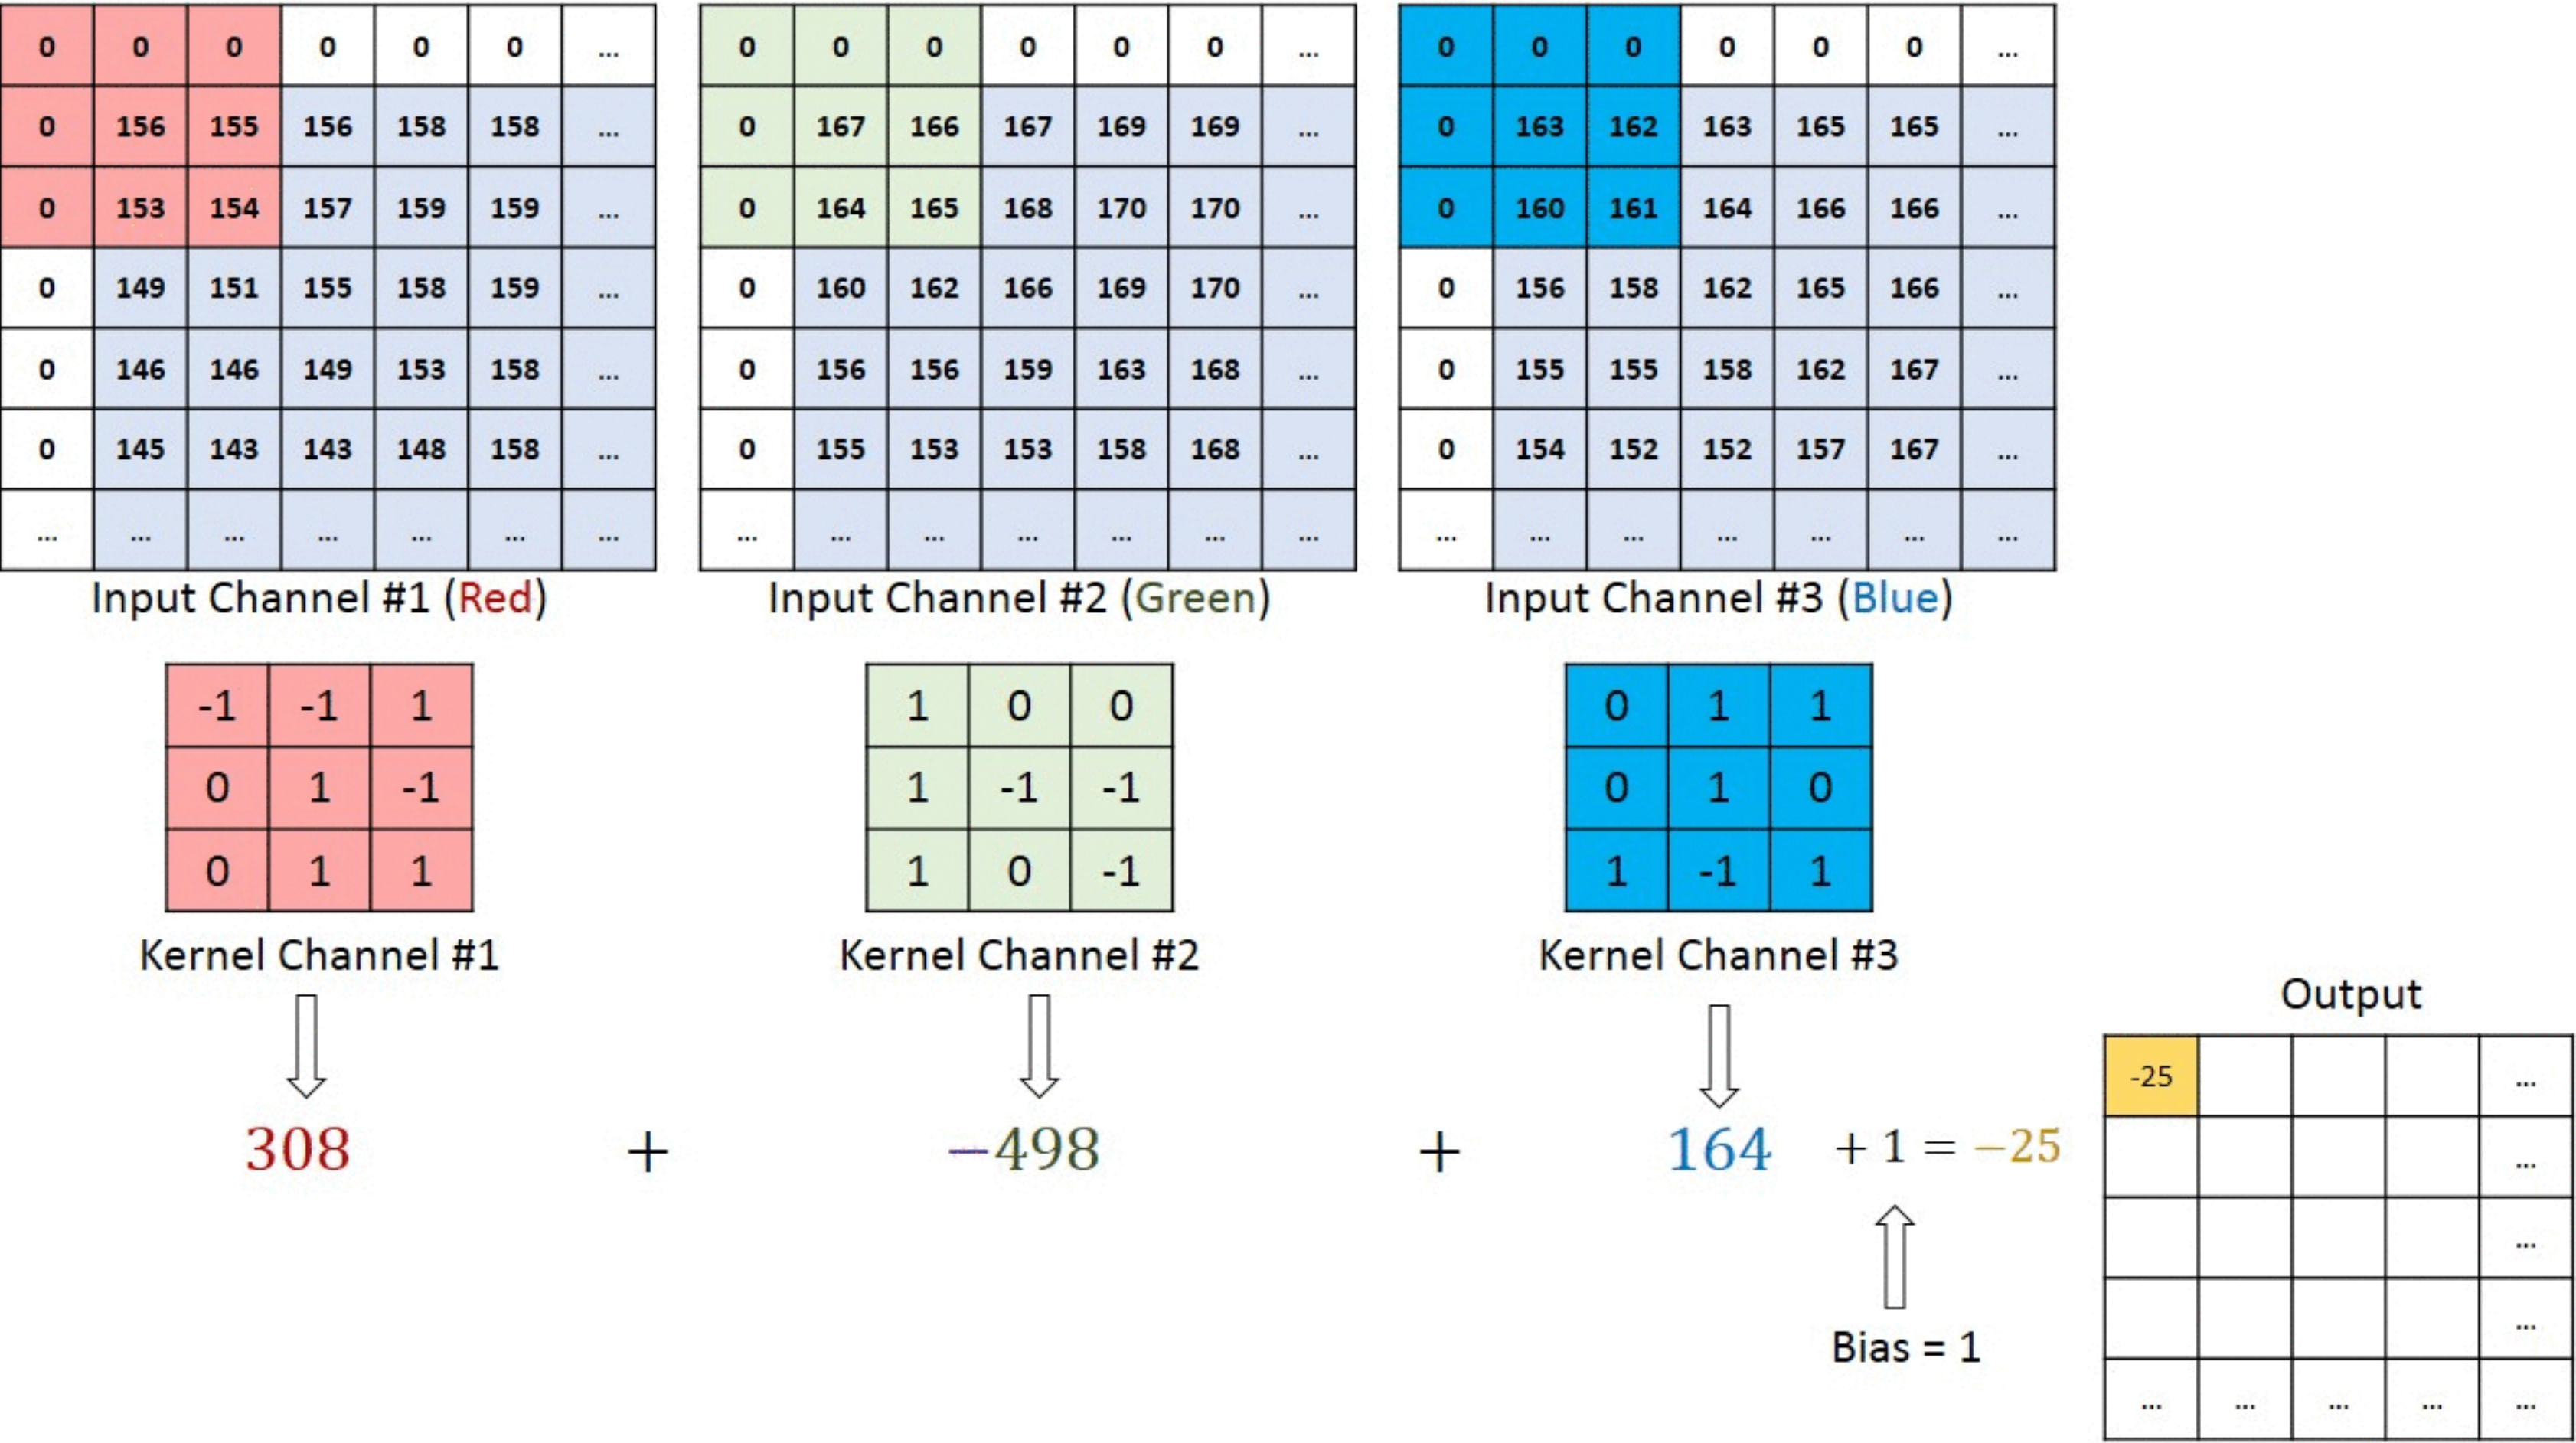 0 0 0 0 0 0 ...
0 156 155 156 158 158 ...
0 153 154 157 159 159 ...
0 149 151 155 158 159 ...
0 146 146 149 153 158 ...
0 145 143 143 148 158 ...
... ... ... ... ... ... ...
Input Channel #1 (Red)
0 0 0 0 0 0 ...
0 167 166 167 169 169 ...
0 164 165 168 170 170 ...
0 160 162 166 169 170 ...
0 156 156 159 163 168 ...
0 155 153 153 158 168 ...
... ... ... ... ... ... ...
Input Channel #2 (Green)
0 0 0 0 0 0 ...
0 163 162 163 165 165 ...
0 160 161 164 166 166 ...
0 156 158 162 165 166 ...
0 155 155 158 162 167 ...
0 154 152 152 157 167 ...
... ... ... ... ... ... ...
Input Channel #3 (Blue)
-1 -1 1
0 1 -1
0 1 1
Kernel Channel #1
1 0 0
1 -1 -1
1 0 -1
Kernel Channel #2
0 1 1
0 1 0
1 -1 1
Kernel Channel #3
308 + −498 + 164 + 1 = −25
Bias = 1
Output
-25 ...
...
...
...
... ... ... ... ...